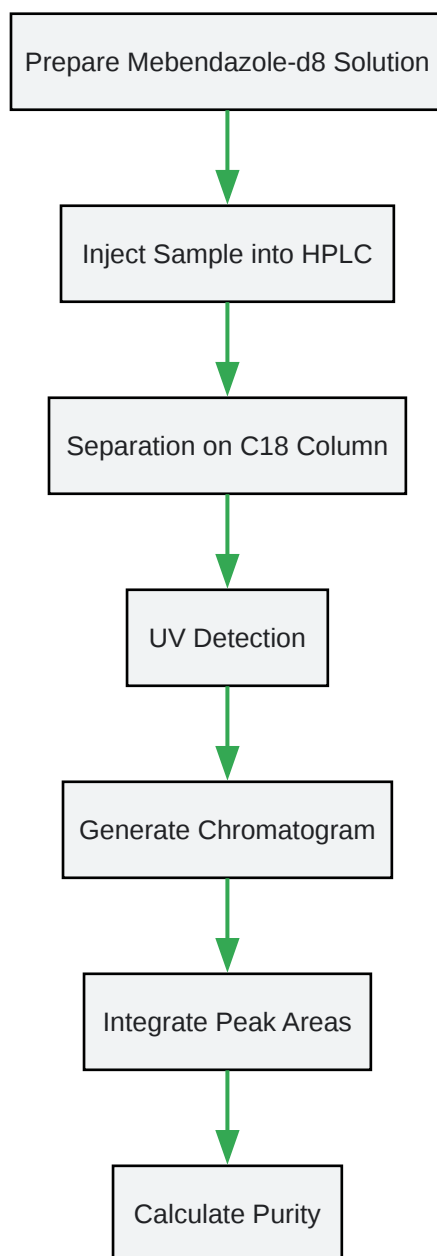 Prepare Mebendazole-d8 Solution
Inject Sample into HPLC
Separation on C18 Column
UV Detection
Generate Chromatogram
Integrate Peak Areas
Calculate Purity